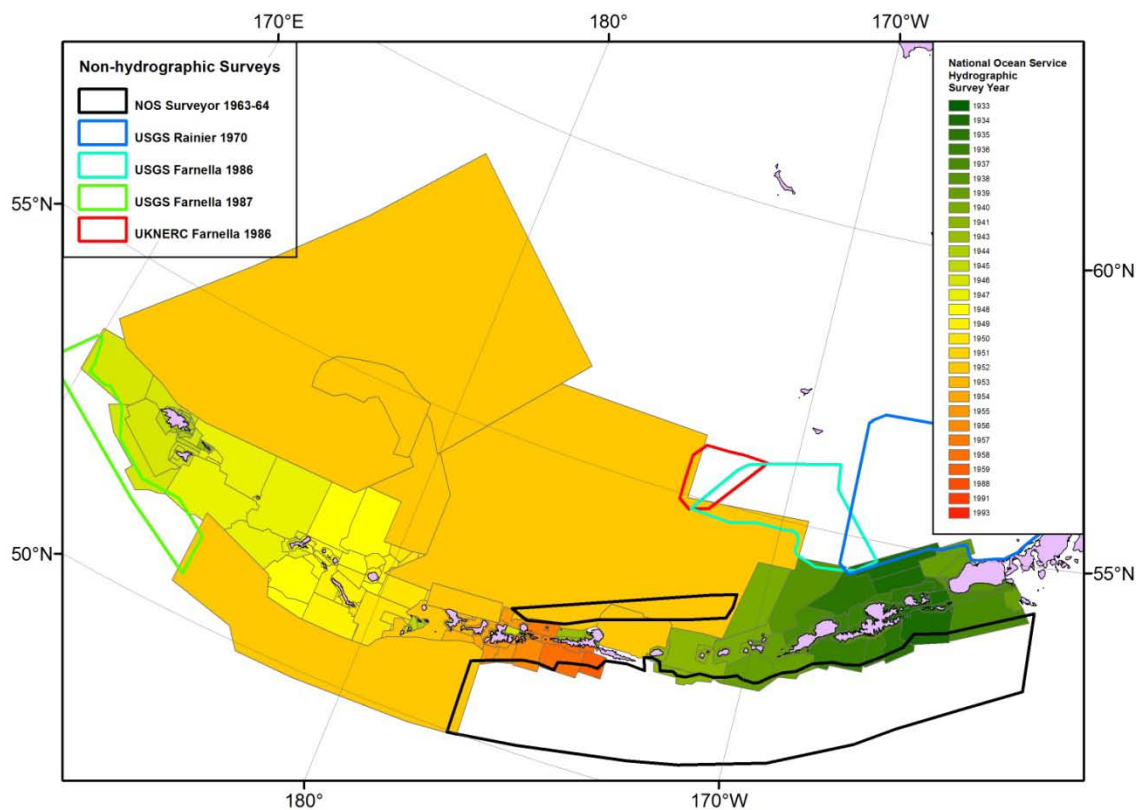 170°E
180°
170°W
Non-hydrographic Surveys
NOS Surveyor 1963-64
USGS Rainier 1970
USGS Farnella 1986
USGS Farnella 1987
UKNERC Farnella 1986
National Ocean Service
Hydrographic
Survey Year
1933
1934
1935
1936
1937
1938
1939
1940
1941
1943
1944
1945
1946
1947
1948
1949
1950
1951
1952
1953
1954
1955
1956
1957
1958
1959
1988
1991
1993
55°N
60°N
50°N
55°N
180°
170°W